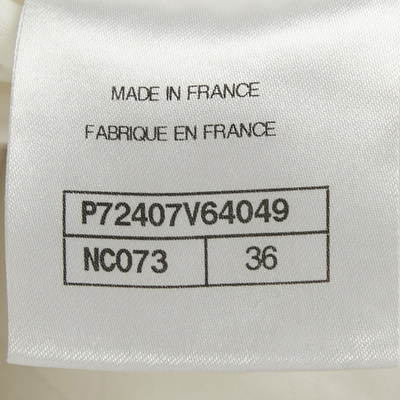 MADE IN FRANCE
FABRIQUE EN FRANCE
P72407V64049
NC073 36